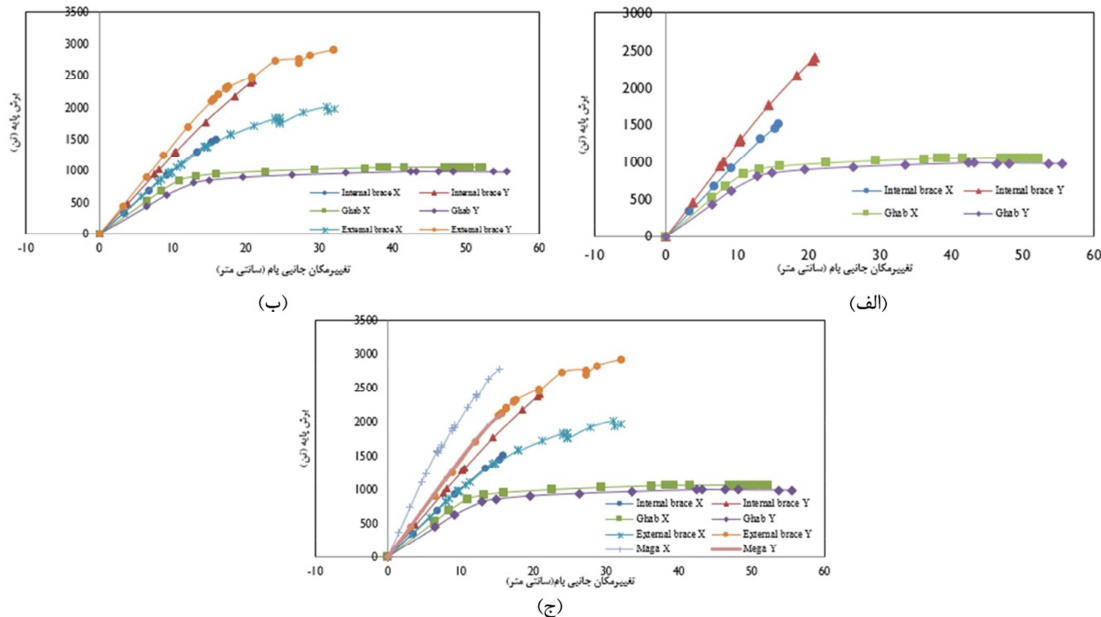 3500
3000
2500
2000
1500
1000
500
0
-10 0 10 20 30 40 50 60
برش پایه (تن)
تغییرمکان جانبی بام (سانتی متر)
Internal brace X
Internal brace Y
Ghab X
Ghab Y
External brace X
External brace Y
(ب)
3000
2500
2000
1500
1000
500
0
-10 0 10 20 30 40 50 60
برش پایه (تن)
تغییرمکان جانبی بام (سانتی متر)
Internal brace X
Internal brace Y
Ghab X
Ghab Y
(الف)
3500
3000
2500
2000
1500
1000
500
0
-10 0 10 20 30 40 50 60
برش پایه (تن)
تغییرمکان جانبی بام(سانتی متر)
Internal brace X
Internal brace Y
Ghab X
Ghab Y
External brace X
External brace Y
Maga X
Mega Y
(ج)